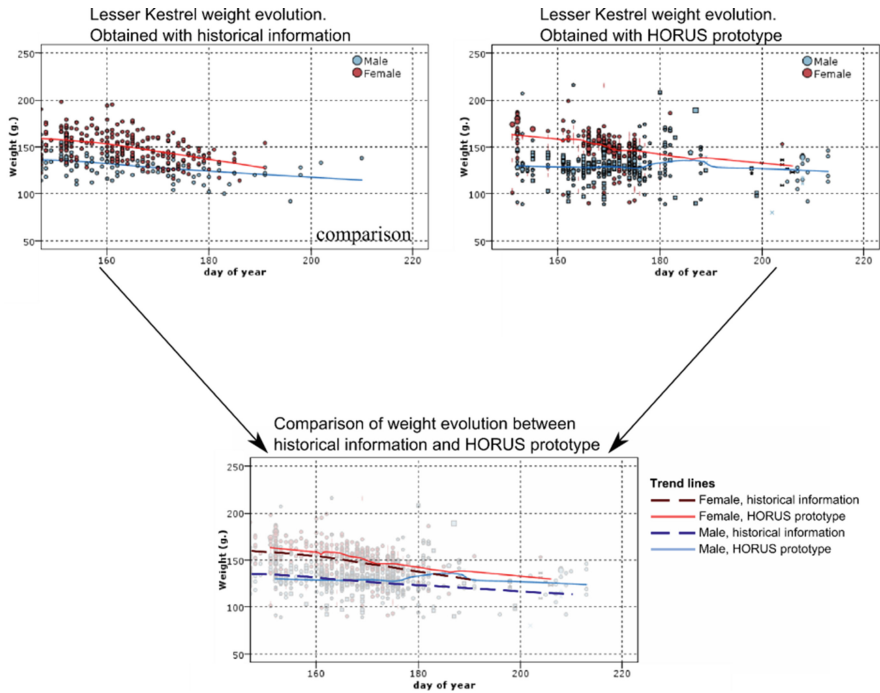 Lesser Kestrel weight evolution.
Obtained with historical information
250
200
150
100
50
Weight (g.)
Male
Female
comparison
160
180
200
220
day of year
Lesser Kestrel weight evolution.
Obtained with HORUS prototype
250
200
150
100
50
Weight (g.)
Male
Female
160
180
200
220
day of year
Comparison of weight evolution between
historical information and HORUS prototype
250
200
150
100
50
Weight (g.)
160
180
200
220
day of year
Trend lines
Female, historical information
Female, HORUS prototype
Male, historical information
Male, HORUS prototype